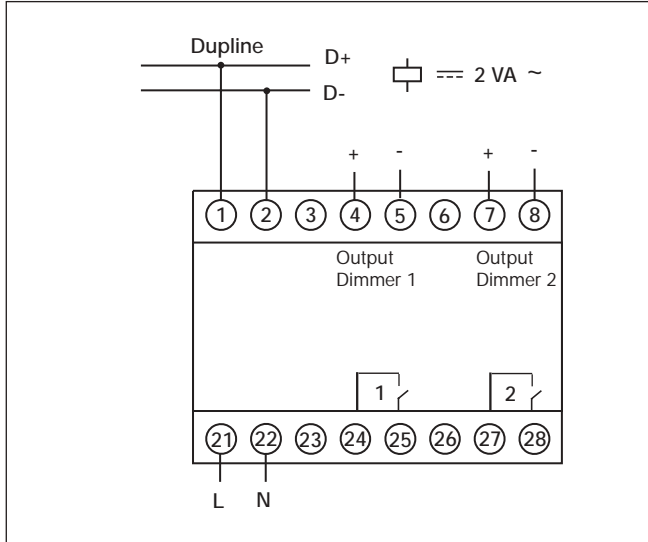 Dupline
D+
D-
2 VA ~
+ - + -
1 2 3 4 5 6 7 8
Output Output
Dimmer 1 Dimmer 2
1 2
21 22 23 24 25 26 27 28
L N